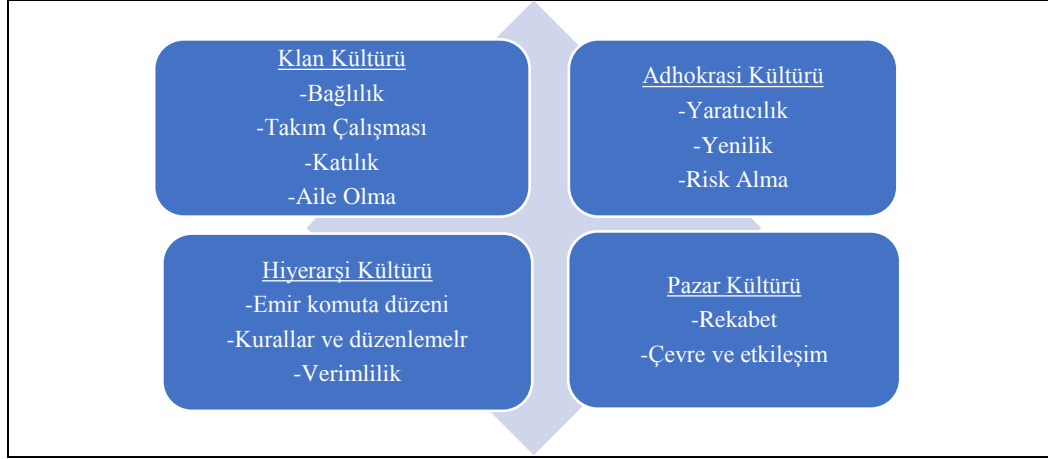 Klan Kültürü
-Bağlılık
-Takım Çalışması
-Katılık
-Aile Olma
Adhokrasi Kültürü
-Yaratıcılık
-Yenilik
-Risk Alma
Hiyerarşi Kültürü
-Emir komuta düzeni
-Kurallar ve düzenlemelr
-Verimlilik
Pazar Kültürü
-Rekabet
-Çevre ve etkileşim